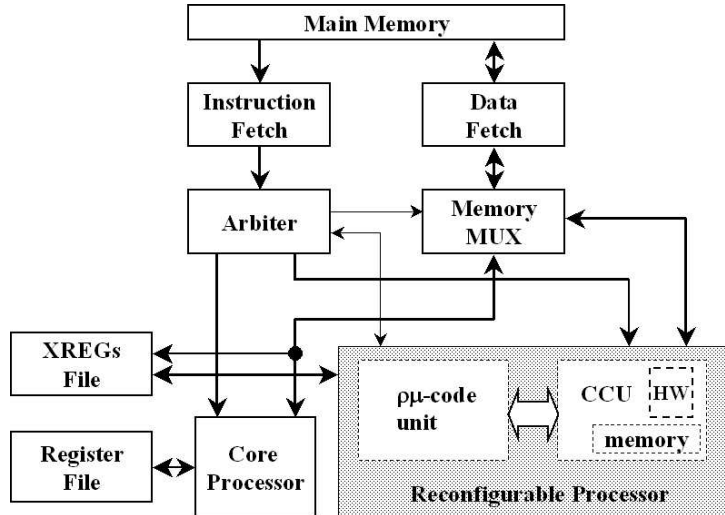 Main Memory
Instruction
Fetch
Data
Fetch
Arbiter
Memory
MUX
XREGs
File
ρμ-code
unit
CCU
HW
memory
Register
File
Core
Processor
Reconfigurable Processor